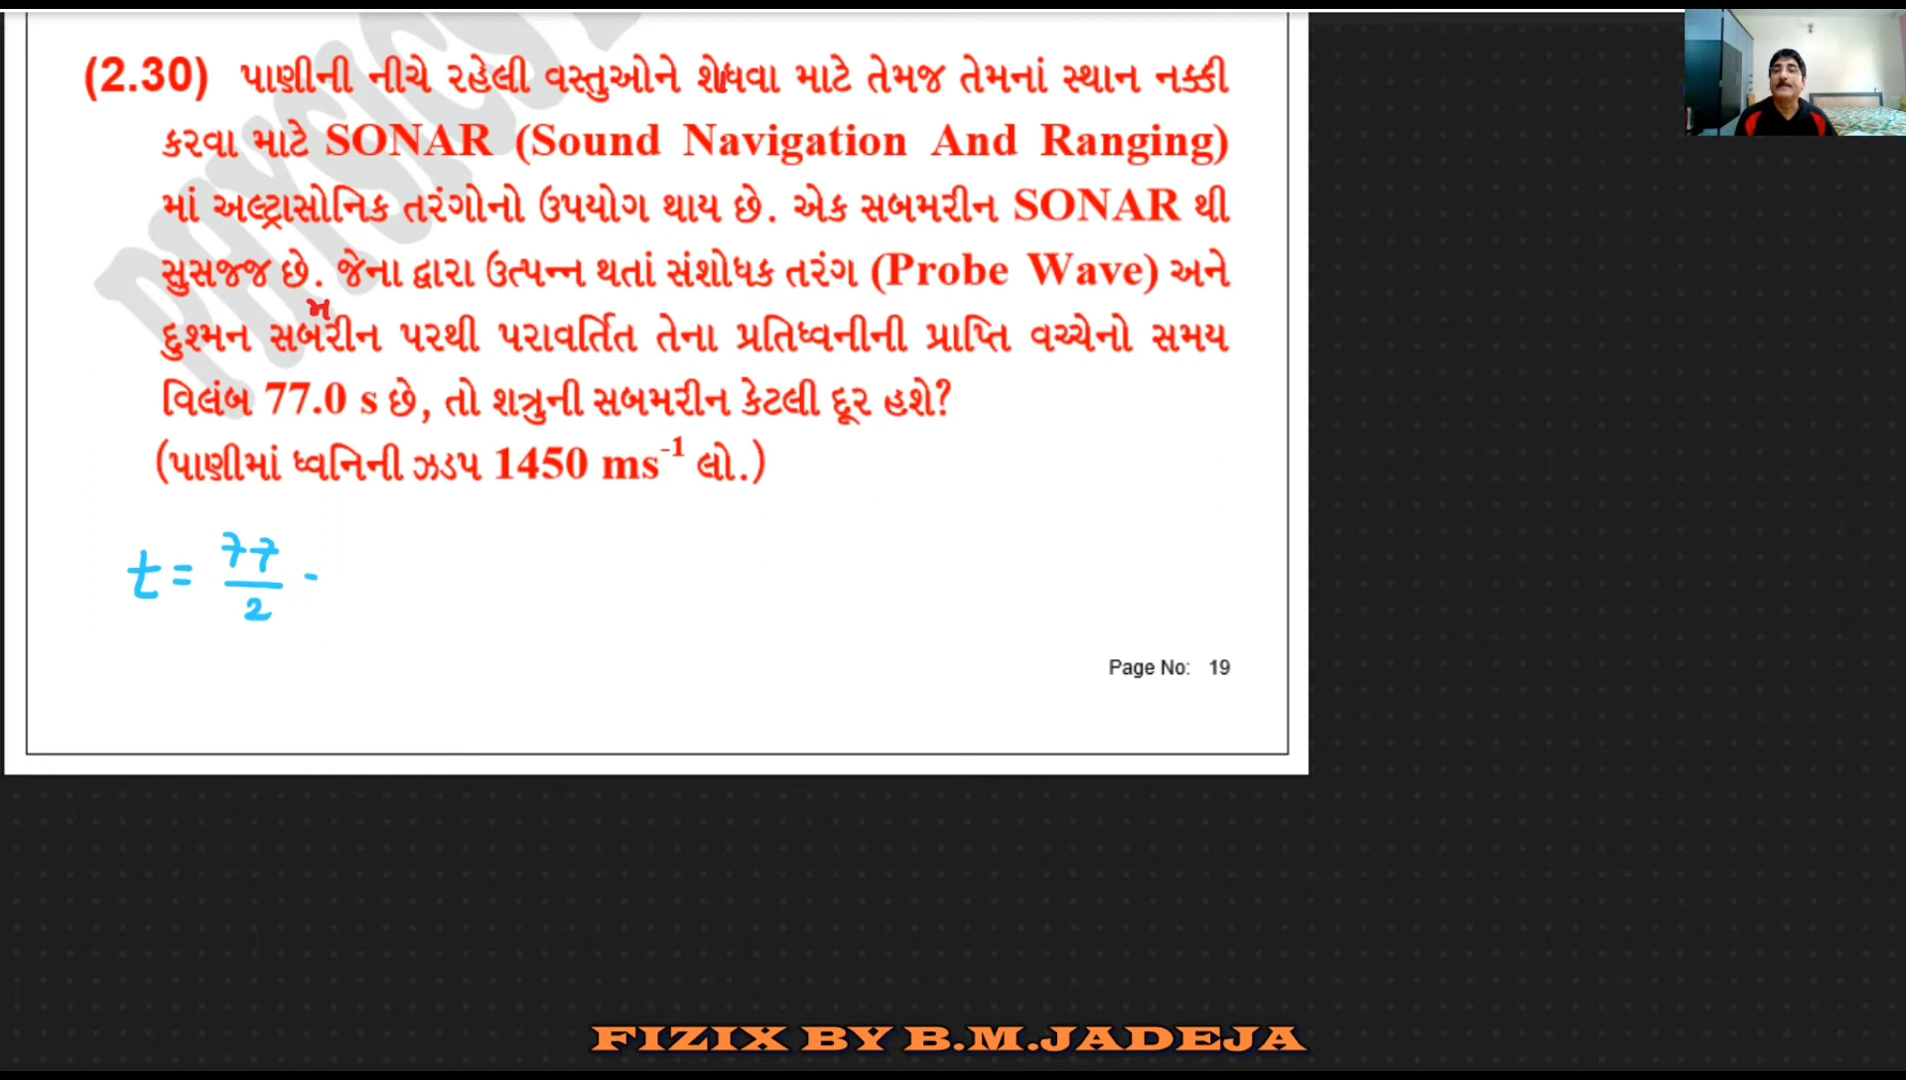 (2.30) પાણીની નીચે રહેલી વસ્તુઓને શોધવા માટે તેમજ તેમનાં સ્થાન નક્કી
કરવા માટે SONAR (Sound Navigation And Ranging)
માં અલ્ટ્રાસોનિક તરંગોનો ઉપયોગ થાય છે. એક સબમરીન SONAR થી
સુસજ્જ છે. જેના દ્વારા ઉત્પન્ન થતાં સંશોધક તરંગ (Probe Wave) અને
મ
દુશ્મન સબરીન પરથી પરાવર્તિત તેના પ્રતિધ્વનીની પ્રાપ્તિ વચ્ચેનો સમય
વિલંબ 77.0 s છે, તો શત્રુની સબમરીન કેટલી દૂર હશે?
(પાણીમાં ધ્વનિની ઝડપ 1450 ms⁻¹ લો.)
t = 77/2 -
Page No: 19
FIZIX BY B.M.JADEJA